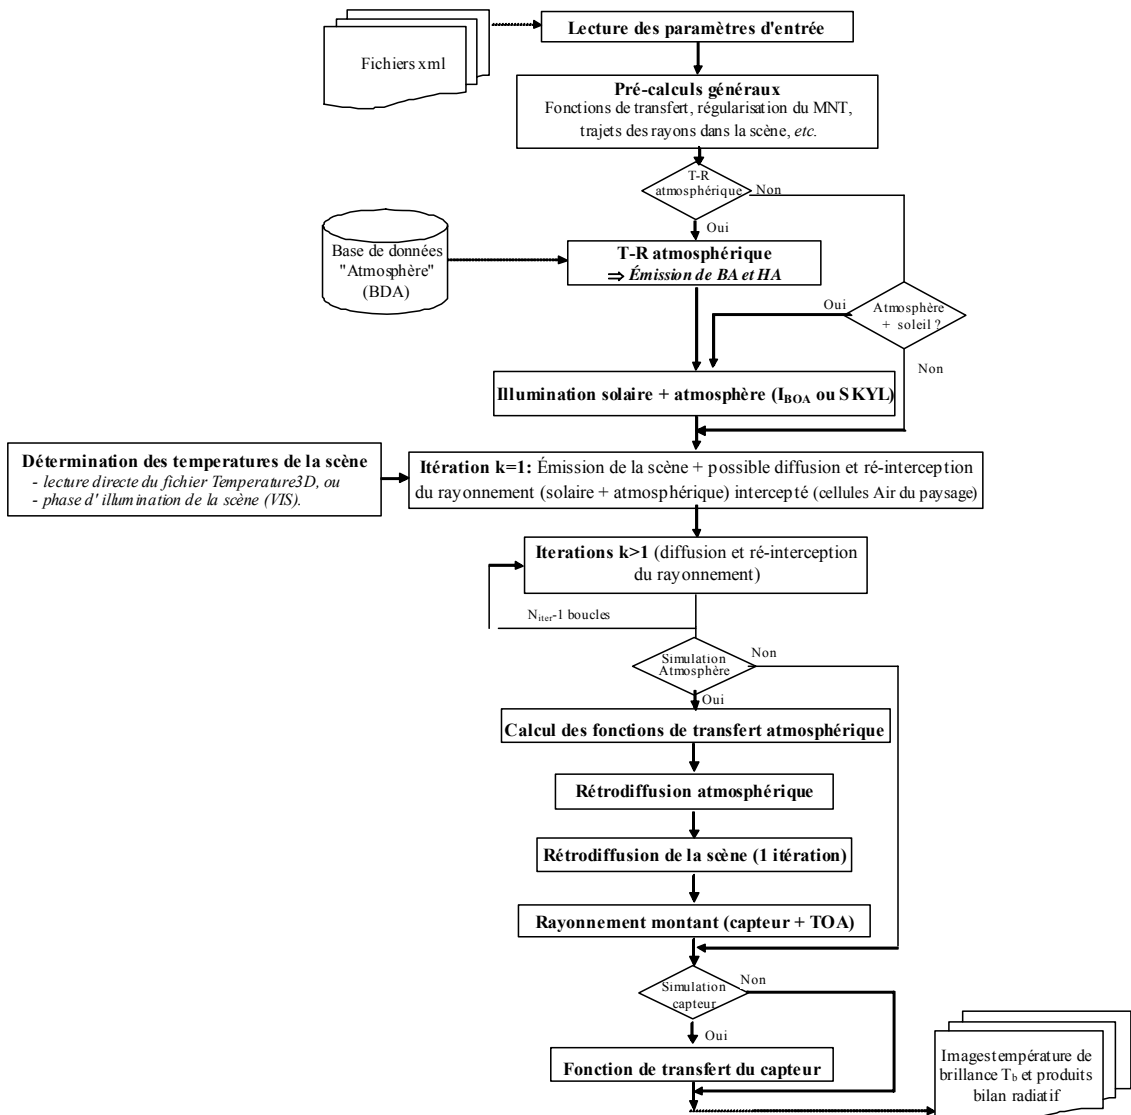 Lecture des paramètres d'entrée
Fichiers xml
Pré-calculs généraux
Fonctions de transfert, régularisation du MNT,
trajets des rayons dans la scène, etc.
T-R
atmosphérique
Non
Oui
Base de données
"Atmosphère"
(BDA)
T-R atmosphérique
⇒ Émission de BA et HA
Oui
Atmosphère
+ soleil ?
Non
Illumination solaire + atmosphère (I_BOA ou SKYL)
Détermination des temperatures de la scène
- lecture directe du fichier Temperature3D, ou
- phase d' illumination de la scène (VIS).
Itération k=1: Émission de la scène + possible diffusion et ré-interception
du rayonnement (solaire + atmosphérique) intercepté (cellules Air du paysage)
Iterations k>1 (diffusion et ré-interception
du rayonnement)
N_iter-1 boucles
Simulation
Atmosphère
Non
Oui
Calcul des fonctions de transfert atmosphérique
Rétrodiffusion atmosphérique
Rétrodiffusion de la scène (1 itération)
Rayonnement montant (capteur + TOA)
Simulation
capteur
Non
Oui
Fonction de transfert du capteur
Images température de
brillance T_b et produits
bilan radiatif